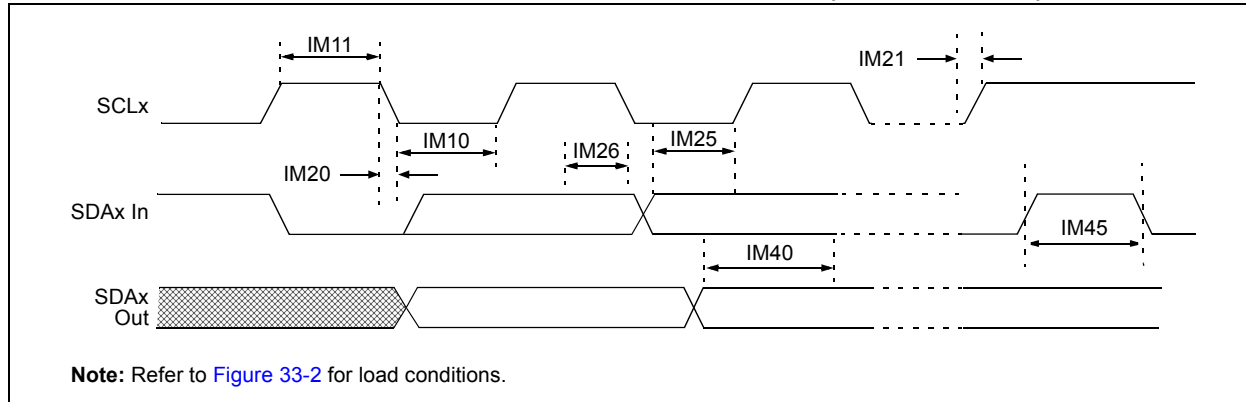 IM11
IM21
SCLx
IM10
IM26
IM25
IM20
SDAx In
IM45
IM40
SDAx
Out
Note: Refer to Figure 33-2 for load conditions.